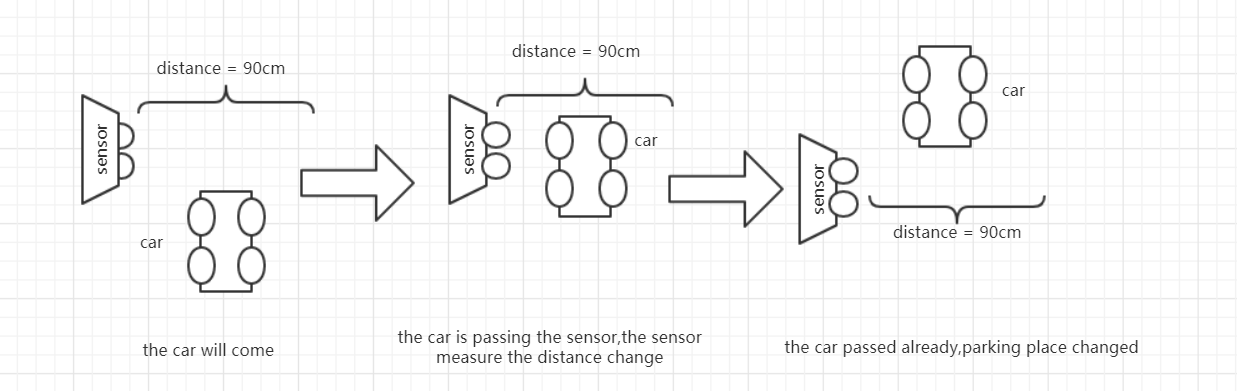 distance = 90cm
sensor
car
the car will come
distance = 90cm
sensor
car
the car is passing the sensor,the sensor
measure the distance change
car
sensor
distance = 90cm
the car passed already,parking place changed